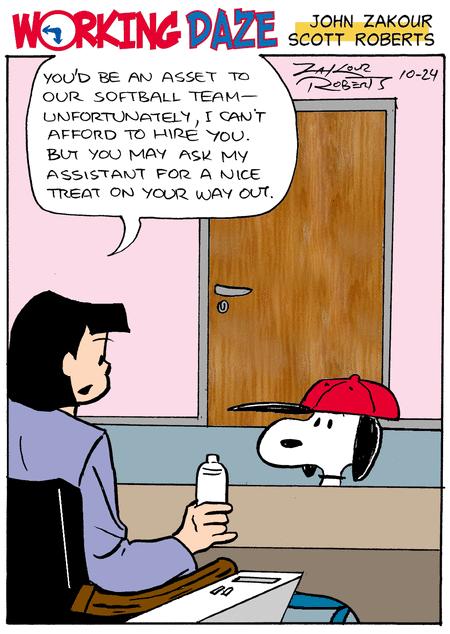 WORKING DAZE
JOHN ZAKOUR
SCOTT ROBERTS
YOU'D BE AN ASSET TO
OUR SOFTBALL TEAM—
UNFORTUNATELY, I CAN'T
AFFORD TO HIRE YOU.
BUT YOU MAY ASK MY
ASSISTANT FOR A NICE
TREAT ON YOUR WAY OUT.
ZAKOUR
ROBERTS 10-24